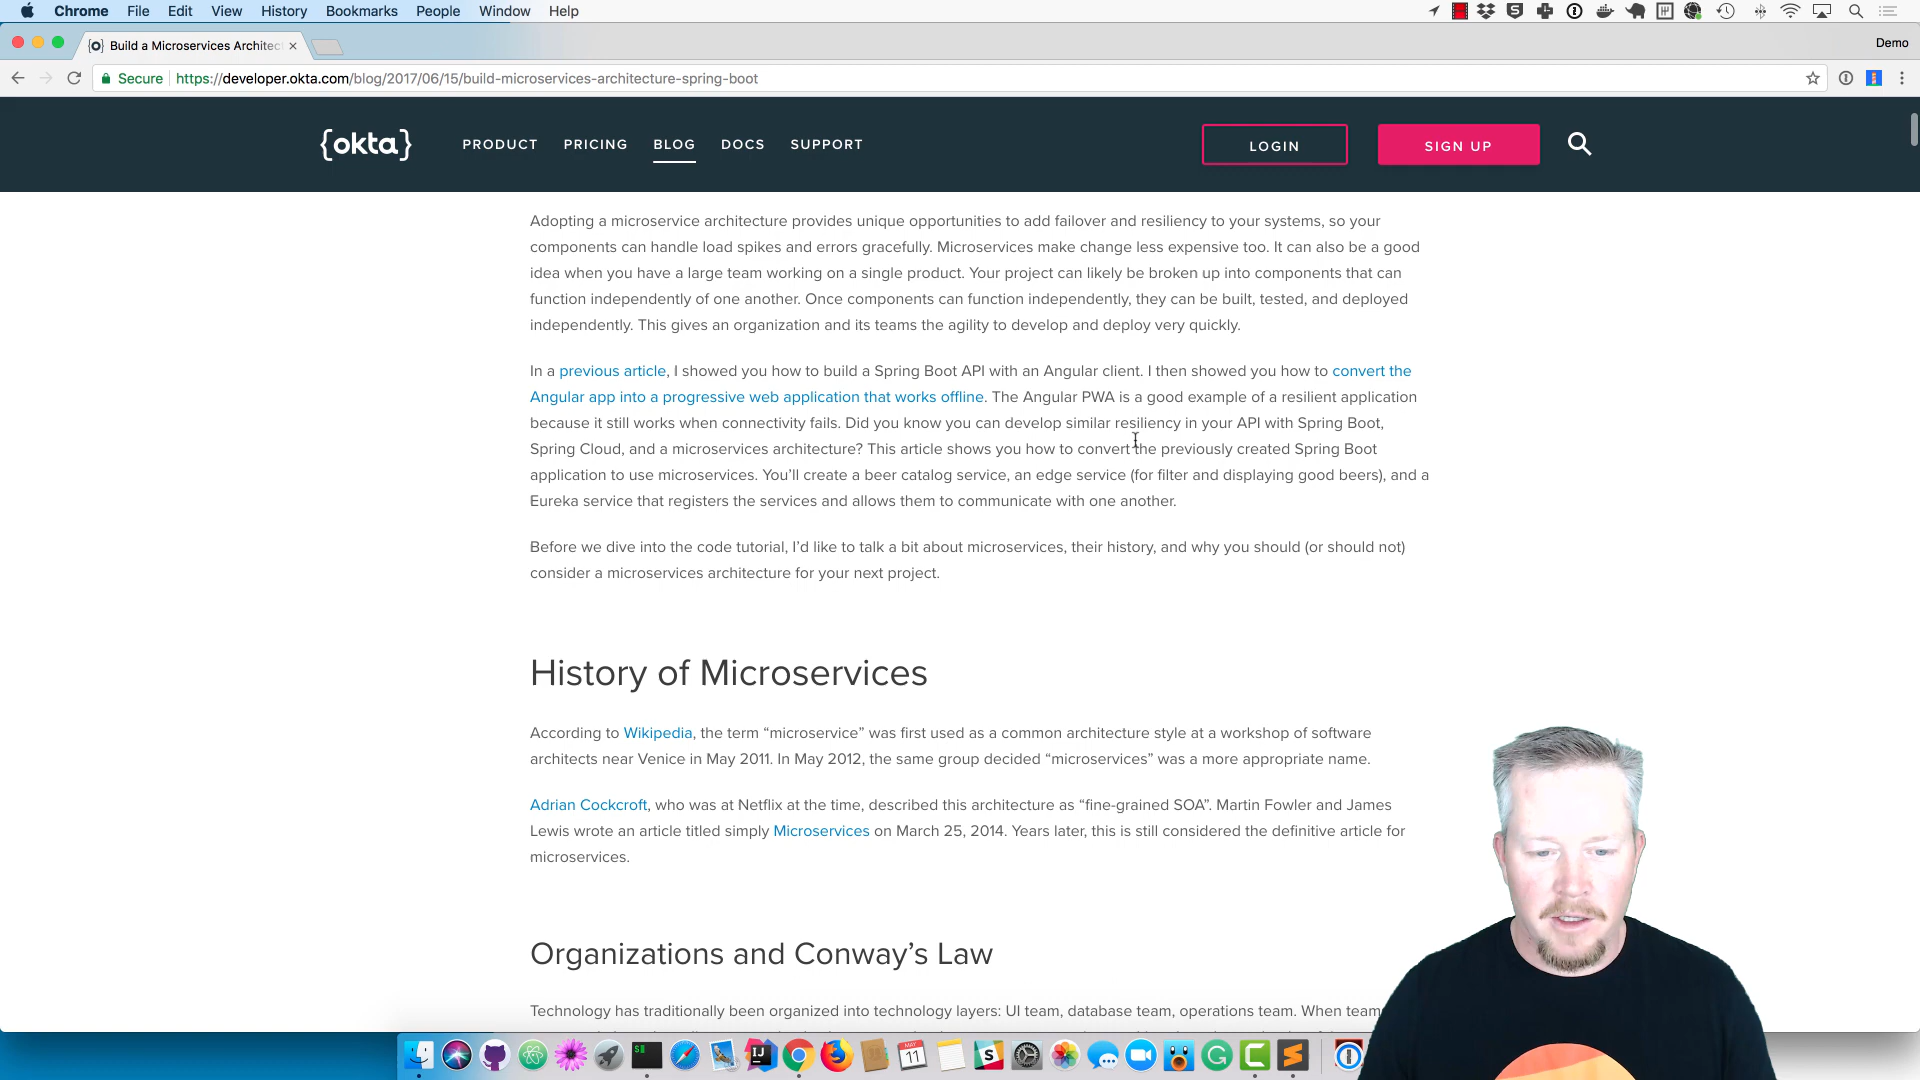 Chrome File Edit View History Bookmarks People Window Help
Build a Microservices Architec
Demo
Secure https://developer.okta.com/blog/2017/06/15/build-microservices-architecture-spring-boot
{okta} PRODUCT PRICING BLOG DOCS SUPPORT LOGIN SIGN UP
Adopting a microservice architecture provides unique opportunities to add failover and resiliency to your systems, so your
components can handle load spikes and errors gracefully. Microservices make change less expensive too. It can also be a good
idea when you have a large team working on a single product. Your project can likely be broken up into components that can
function independently of one another. Once components can function independently, they can be built, tested, and deployed
independently. This gives an organization and its teams the agility to develop and deploy very quickly.
In a previous article, I showed you how to build a Spring Boot API with an Angular client. I then showed you how to convert the
Angular app into a progressive web application that works offline. The Angular PWA is a good example of a resilient application
because it still works when connectivity fails. Did you know you can develop similar resiliency in your API with Spring Boot,
Spring Cloud, and a microservices architecture? This article shows you how to convert the previously created Spring Boot
application to use microservices. You’ll create a beer catalog service, an edge service (for filter and displaying good beers), and a
Eureka service that registers the services and allows them to communicate with one another.
Before we dive into the code tutorial, I’d like to talk a bit about microservices, their history, and why you should (or should not)
consider a microservices architecture for your next project.
History of Microservices
According to Wikipedia, the term “microservice” was first used as a common architecture style at a workshop of software
architects near Venice in May 2011. In May 2012, the same group decided “microservices” was a more appropriate name.
Adrian Cockcroft, who was at Netflix at the time, described this architecture as “fine-grained SOA”. Martin Fowler and James
Lewis wrote an article titled simply Microservices on March 25, 2014. Years later, this is still considered the definitive article for
microservices.
Organizations and Conway’s Law
Technology has traditionally been organized into technology layers: UI team, database team, operations team. When team
MAY
11